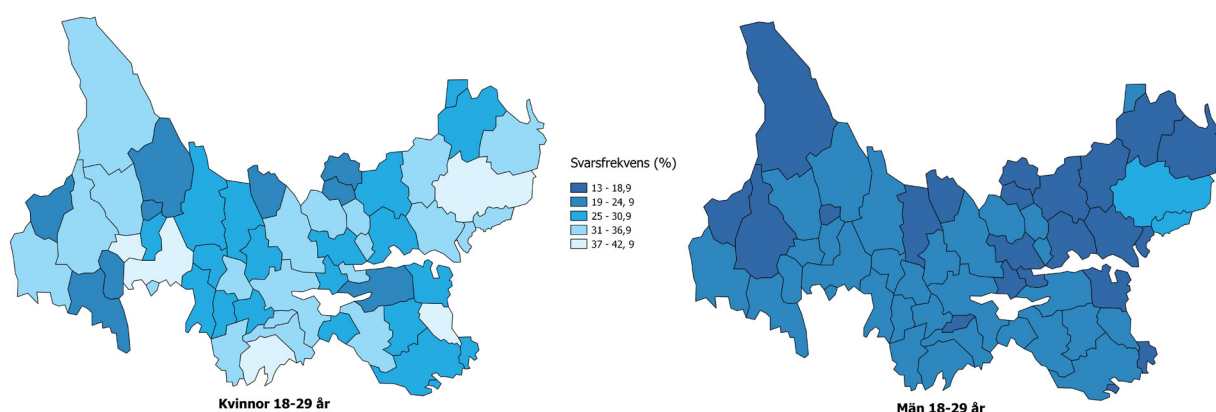 Svarsfrekvens (%)
13 - 18,9
19 - 24, 9
25 - 30,9
31 - 36,9
37 - 42, 9
Kvinnor 18-29 år
Män 18-29 år